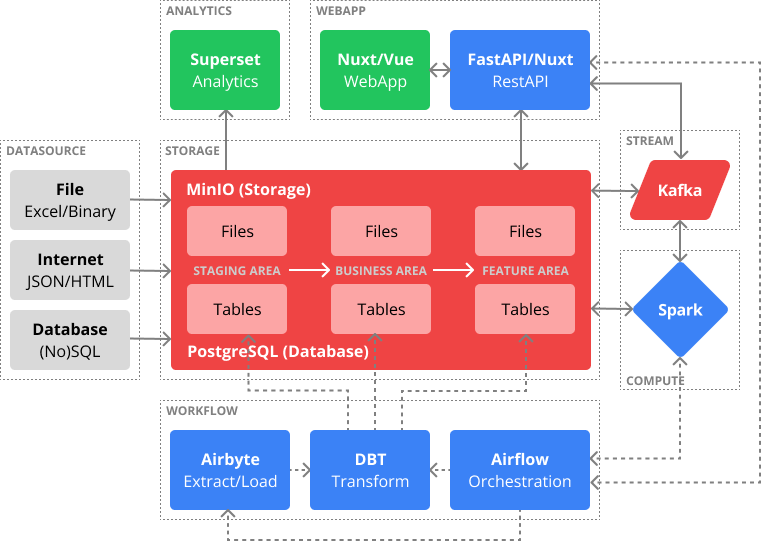 ANALYTICS
Superset
Analytics
WEBAPP
Nuxt/Vue
WebApp
FastAPI/Nuxt
RestAPI
DATASOURCE
File
Excel/Binary
Internet
JSON/HTML
Database
(No)SQL
STORAGE
MinIO (Storage)
Files
Files
Files
STAGING AREA
BUSINESS AREA
FEATURE AREA
Tables
Tables
Tables
PostgreSQL (Database)
STREAM
Kafka
Spark
COMPUTE
WORKFLOW
Airbyte
Extract/Load
DBT
Transform
Airflow
Orchestration